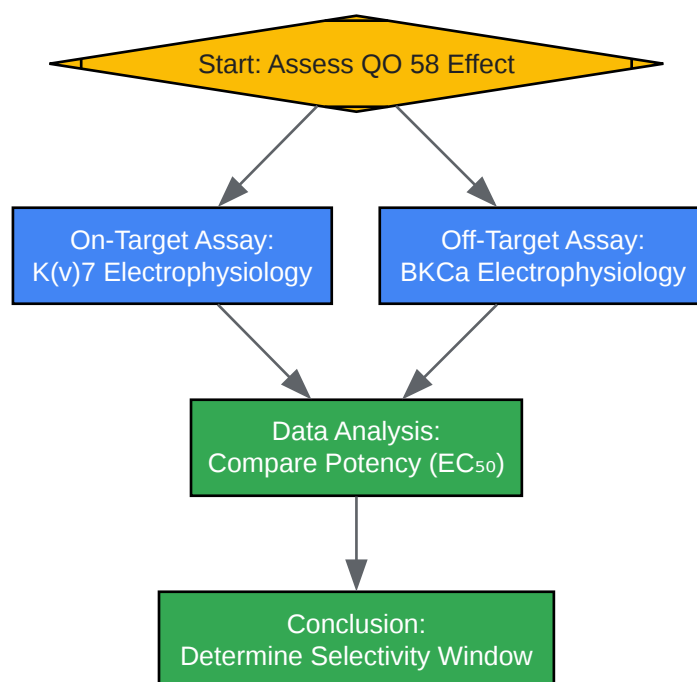 Start: Assess QO 58 Effect
On-Target Assay:
K(v)7 Electrophysiology
Off-Target Assay:
BKCa Electrophysiology
Data Analysis:
Compare Potency (EC₅₀)
Conclusion:
Determine Selectivity Window